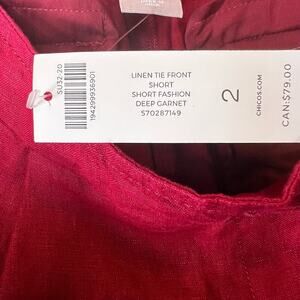 SU32-20
194299936901
LINEN TIE FRONT
SHORT
SHORT FASHION
DEEP GARNET
570287149
2
CHICOS.COM
CAN:$79.00